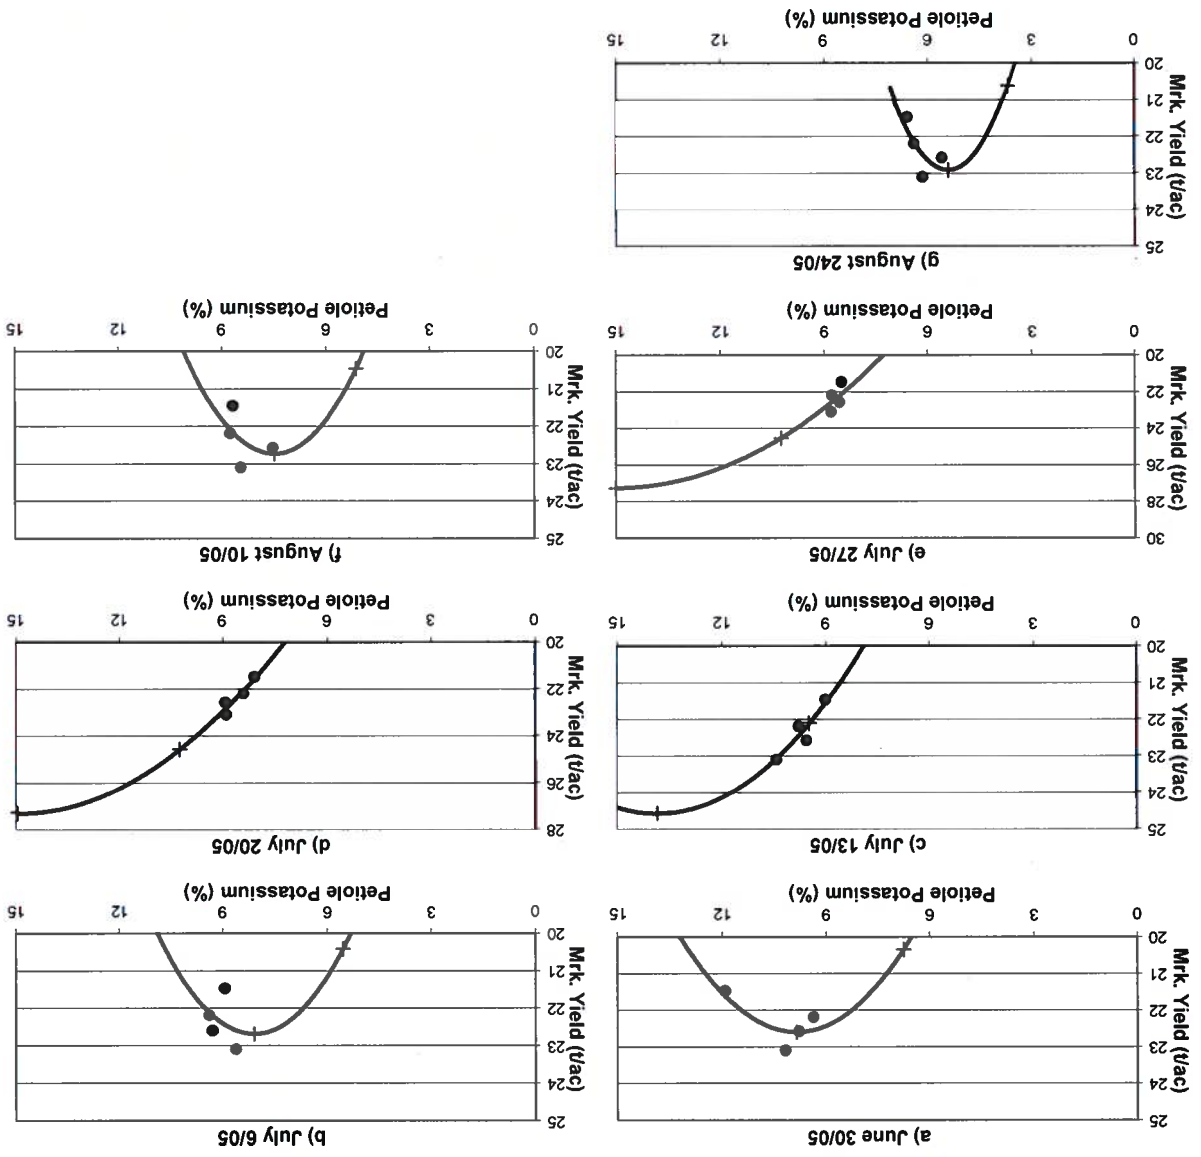 a) June 30/05
Mrk. Yield (t/ac)
25
24
23
22
21
20
0 3 6 9 12 15
Petiole Potassium
(%)
b) July 6/05
Mrk. Yield (t/ac)
25
24
23
22
21
20
0 3 6 9 12 15
Petiole Potassium
(%)
c) July 13/05
Mrk. Yield (t/ac)
25
24
23
22
21
20
0 3 6 9 12 15
Petiole Potassium
(%)
d) July 20/05
Mrk. Yield (t/ac)
28
26
24
22
20
0 3 6 9 12 15
Petiole Potassium
(%)
e) July 27/05
Mrk. Yield (t/ac)
30
28
26
24
22
20
0 3 6 9 12 15
Petiole Potassium
(%)
f) August 10/05
Mrk. Yield (t/ac)
25
24
23
22
21
20
0 3 6 9 12 15
Petiole Potassium
(%)
g) August 24/05
Mrk. Yield (t/ac)
25
24
23
22
21
20
0 3 6 9 12 15
Petiole Potassium
(%)